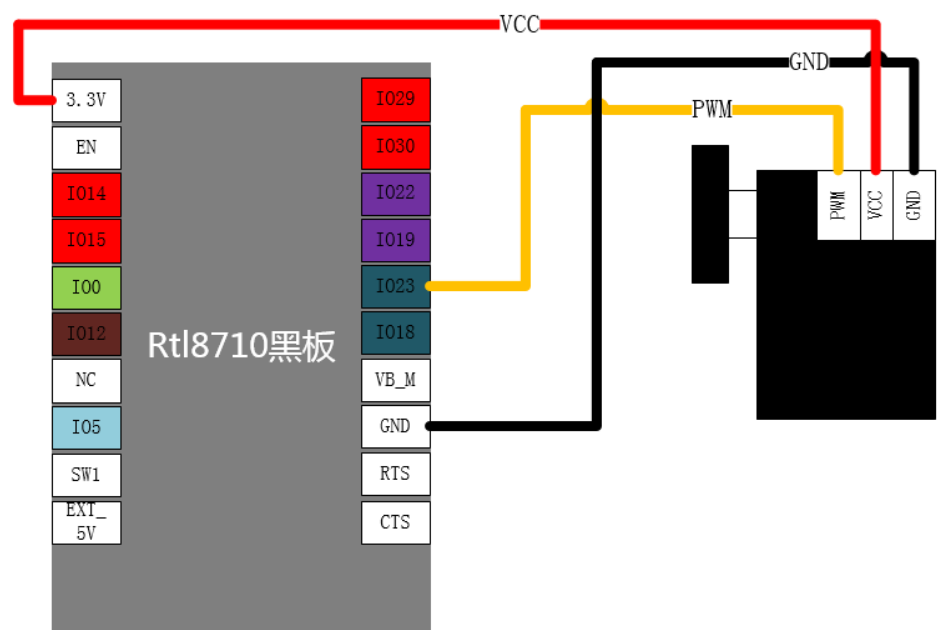 VCC
GND
PWM
3.3V
EN
IO14
IO15
IO0
IO12
NC
IO5
SW1
EXT_
5V
Rtl8710黑板
IO29
IO30
IO22
IO19
IO23
IO18
VB_M
GND
RTS
CTS
PWM
VCC
GND